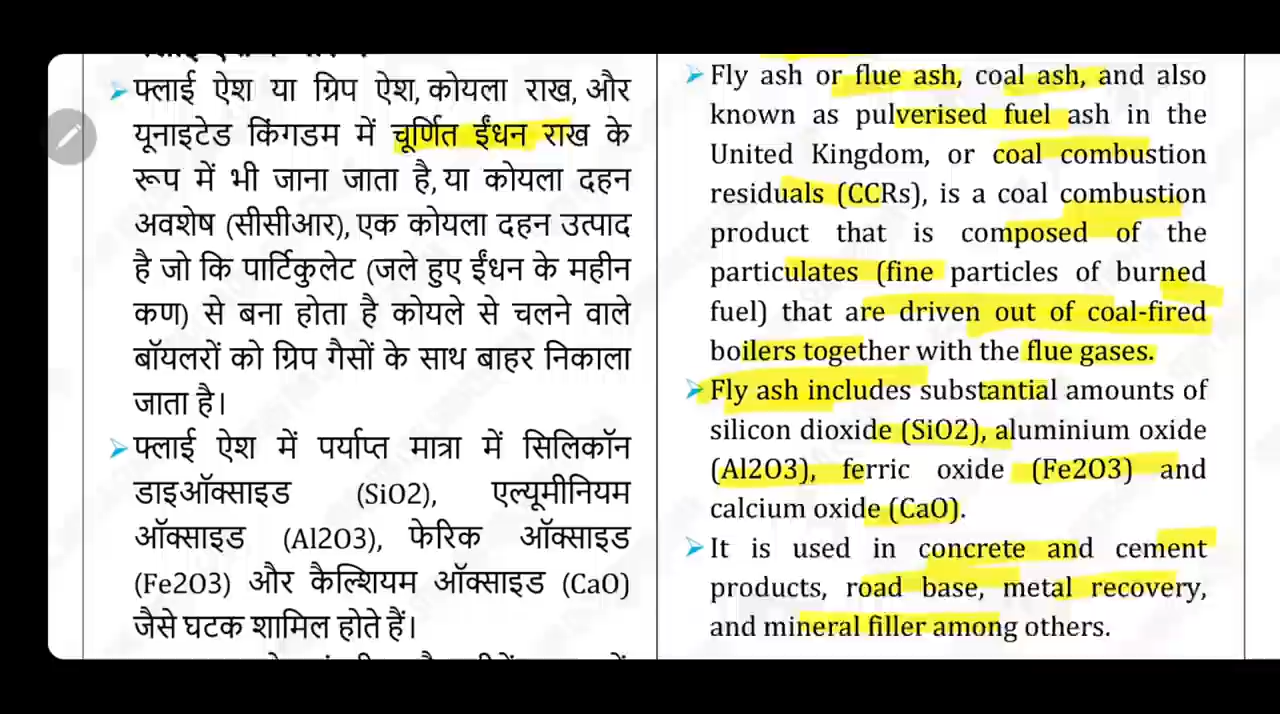 फ्लाई ऐश या ग्रिप ऐश, कोयला राख, और
यूनाइटेड किंगडम में चूर्णित ईंधन राख के
रूप में भी जाना जाता है, या कोयला दहन
अवशेष (सीसीआर), एक कोयला दहन उत्पाद
है जो कि पार्टिकुलेट (जले हुए ईंधन के महीन
कण) से बना होता है कोयले से चलने वाले
बॉयलरों को ग्रिप गैसों के साथ बाहर निकाला
जाता है।
फ्लाई ऐश में पर्याप्त मात्रा में सिलिकॉन
डाइऑक्साइड (SiO2), एल्यूमीनियम
ऑक्साइड (Al2O3), फेरिक ऑक्साइड
(Fe2O3) और कैल्शियम ऑक्साइड (CaO)
जैसे घटक शामिल होते हैं।
Fly ash or flue ash, coal ash, and also
known as pulverised fuel ash in the
United Kingdom, or coal combustion
residuals (CCRs), is a coal combustion
product that is composed of the
particulates (fine particles of burned
fuel) that are driven out of coal-fired
boilers together with the flue gases.
Fly ash includes substantial amounts of
silicon dioxide (SiO2), aluminium oxide
(Al2O3), ferric oxide (Fe2O3) and
calcium oxide (CaO).
It is used in concrete and cement
products, road base, metal recovery,
and mineral filler among others.